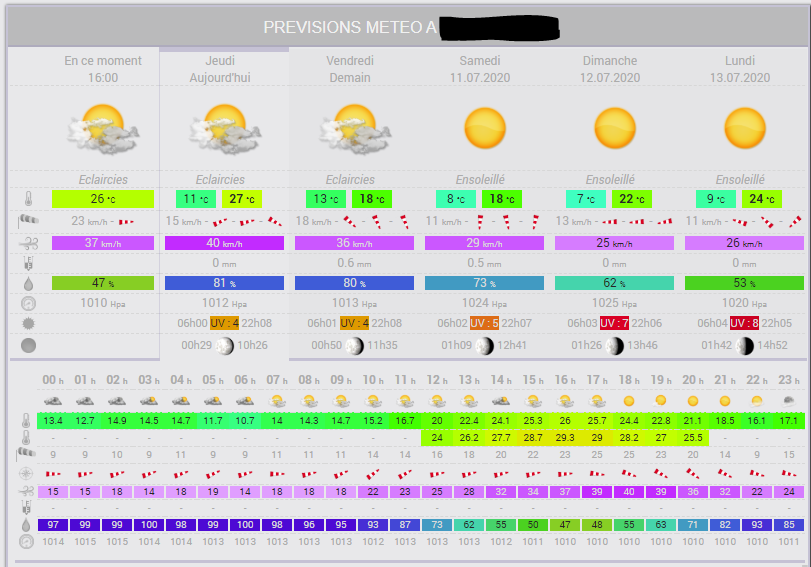 PREVISIONS METEO A
En ce moment Jeudi Vendredi Samedi Dimanche Lundi
16:00 Aujourd'hui Demain 11.07.2020 12.07.2020 13.07.2020
Eclaircies Eclaircies Eclaircies Ensoleillé Ensoleillé Ensoleillé
26 °C 11 °C 27 °C 13 °C 18 °C 8 °C 18 °C 7 °C 22 °C 9 °C 24 °C
23 km/h - 15 km/h - - - 18 km/h - - - 11 km/h - - - 13 km/h - - - 11 km/h - - -
37 km/h 40 km/h 36 km/h 29 km/h 25 km/h 26 km/h
0 mm 0.6 mm 0.5 mm 0 mm 0 mm
47 % 81 % 80 % 73 % 62 % 53 %
1010 Hpa 1012 Hpa 1013 Hpa 1024 Hpa 1025 Hpa 1020 Hpa
06h00 UV : 4 22h08 06h01 UV : 4 22h08 06h02 UV : 5 22h07 06h03 UV : 7 22h06 06h04 UV : 8 22h05
00h29 10h26 00h50 11h35 01h09 12h41 01h26 13h46 01h42 14h52
00 h 01 h 02 h 03 h 04 h 05 h 06 h 07 h 08 h 09 h 10 h 11 h 12 h 13 h 14 h 15 h 16 h 17 h 18 h 19 h 20 h 21 h 22 h 23 h
13.4 12.7 14.9 14.5 14.7 11.7 10.7 14 14.3 14.7 15.2 16.7 20 22.4 24.1 25.3 26 25.7 24.4 22.8 21.1 18.5 16.1 17.1
- - - - - - - - - - - - 24 26.2 27.7 28.7 29.3 29 28.2 27 25.5 - - -
9 9 10 9 9 10 9 9 9 9 11 14 16 18 20 22 23 25 25 23 21 14 9 15
15 15 18 14 18 19 14 18 18 18 22 23 25 28 32 34 37 39 40 39 36 32 22 24
- - - - - - - - - - - - - - - - - - - - - - - -
97 99 99 100 98 99 100 98 96 95 93 87 73 62 55 50 47 48 55 63 71 82 93 85
1014 1015 1015 1014 1014 1013 1013 1013 1013 1013 1013 1013 1013 1012 1012 1011 1010 1010 1010 1010 1010 1010 1010 1011